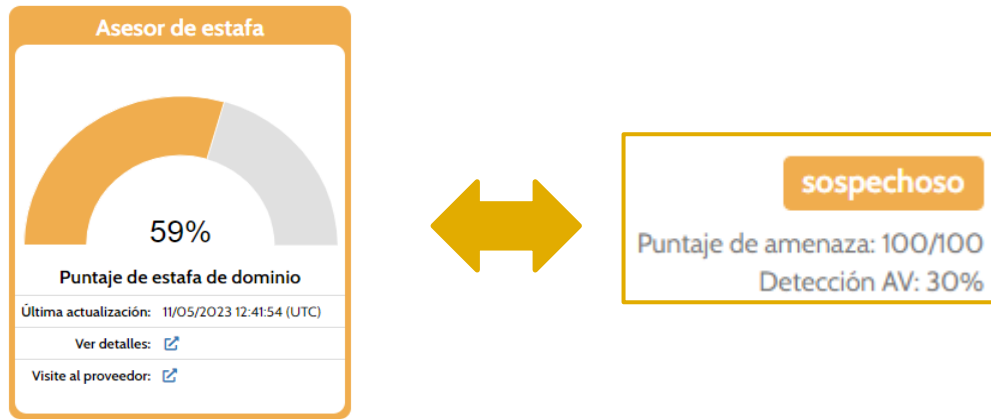 Asesor de estafa
59%
Puntaje de estafa de dominio
Última actualización: 11/05/2023 12:41:54 (UTC)
Ver detalles:
Visite al proveedor:
sospechoso
Puntaje de amenaza: 100/100
Detección AV: 30%